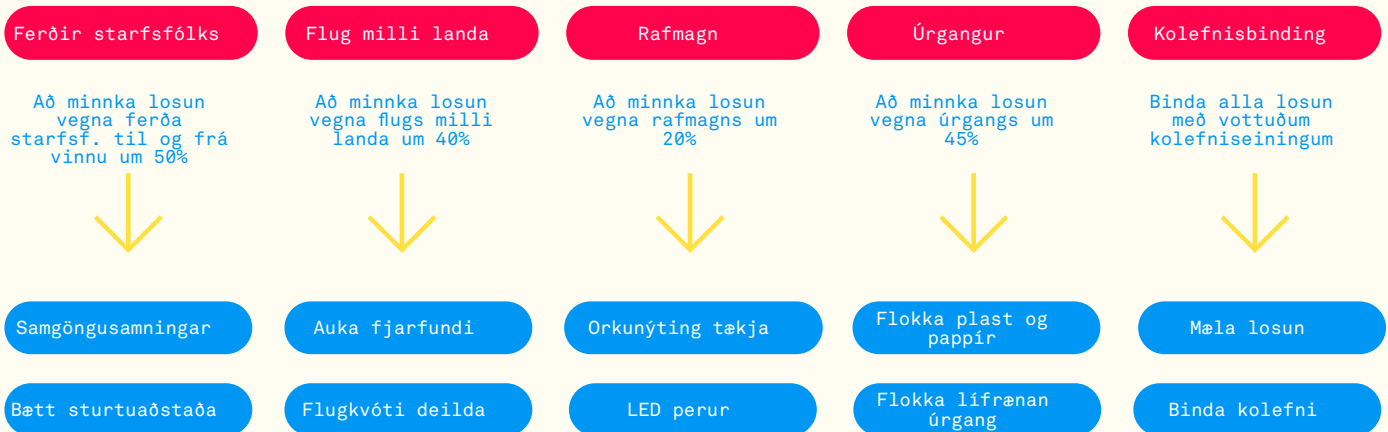 Ferðir starfsfólks
Flug milli landa
Rafmagn
Úrgangur
Kolefnisbinding
Að minnka losun
vegna ferða
starfsf. til og frá
vinnu um 50%
Að minnka losun
vegna flugs milli
landa um 40%
Að minnka losun
vegna rafmagns um
20%
Að minnka losun
vegna úrgangs um
45%
Binda alla losun
með vottuðum
kolefniseiningum
Samgöngusamningar
Auka fjarfundi
Orkunýting tækja
Flokka plast og
pappír
Mæla losun
Bætt sturtuaðstaða
Flugkvóti deilda
LED perur
Flokka lífrænan
úrgang
Binda kolefni